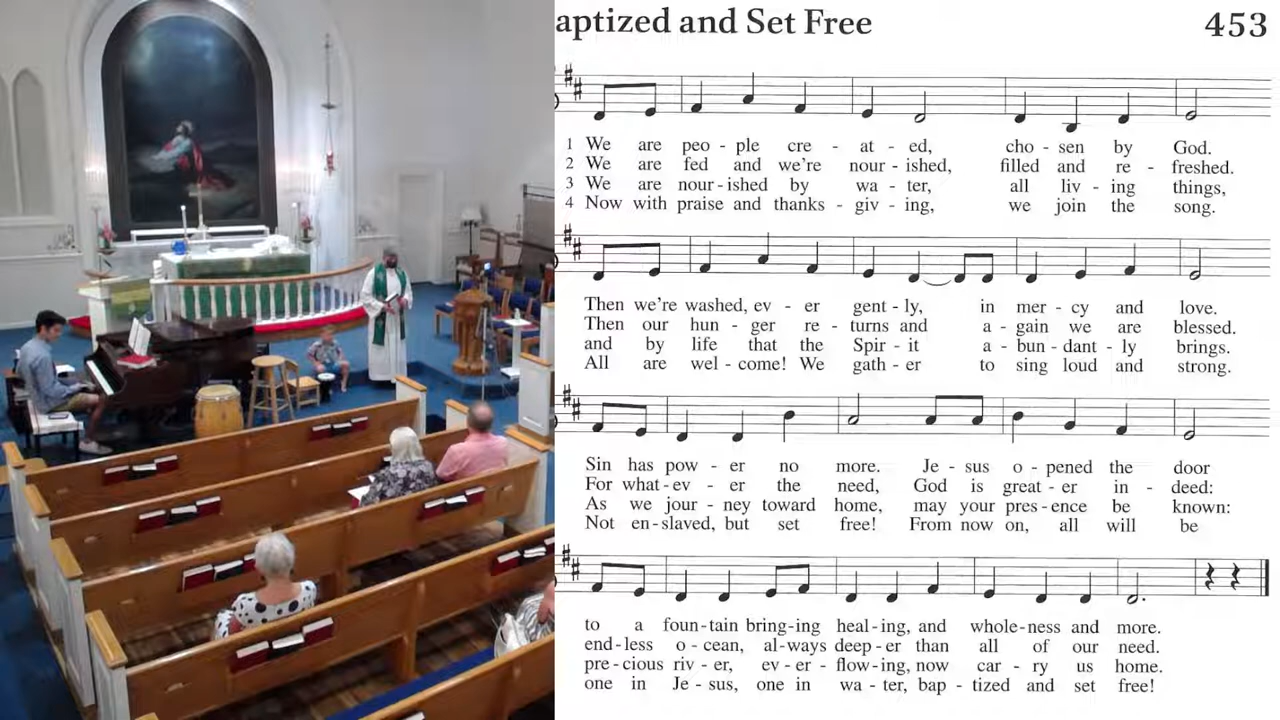 aptized and Set Free 453
1 We are peo - ple cre - at - ed, cho - sen by God.
2 We are fed and we're nour - ished, filled and re - freshed.
3 We are nour - ished by wa - ter, all liv - ing things,
4 Now with praise and thanks - giv - ing, we join the song.
Then we're washed, ev - er gent - ly, in mer - cy and love.
Then our hun - ger re - turns and a - gain we are blessed.
and by life that the Spir - it a - bun - dant - ly brings.
All are wel - come! We gath - er to sing loud and strong.
Sin has pow - er no more. Je - sus o - pened the door
For what - ev - er the need, God is great - er in - deed:
As we jour - ney toward home, may your pres - ence be known:
Not en - slaved, but set free! From now on, all will be
to a foun - tain bring - ing heal - ing, and whole - ness and more.
end - less o - cean, al - ways deep - er than all of our need.
pre - cious riv - er, ev - er - flow - ing, now car - ry us home.
one in Je - sus, one in wa - ter, bap - tized and set free!